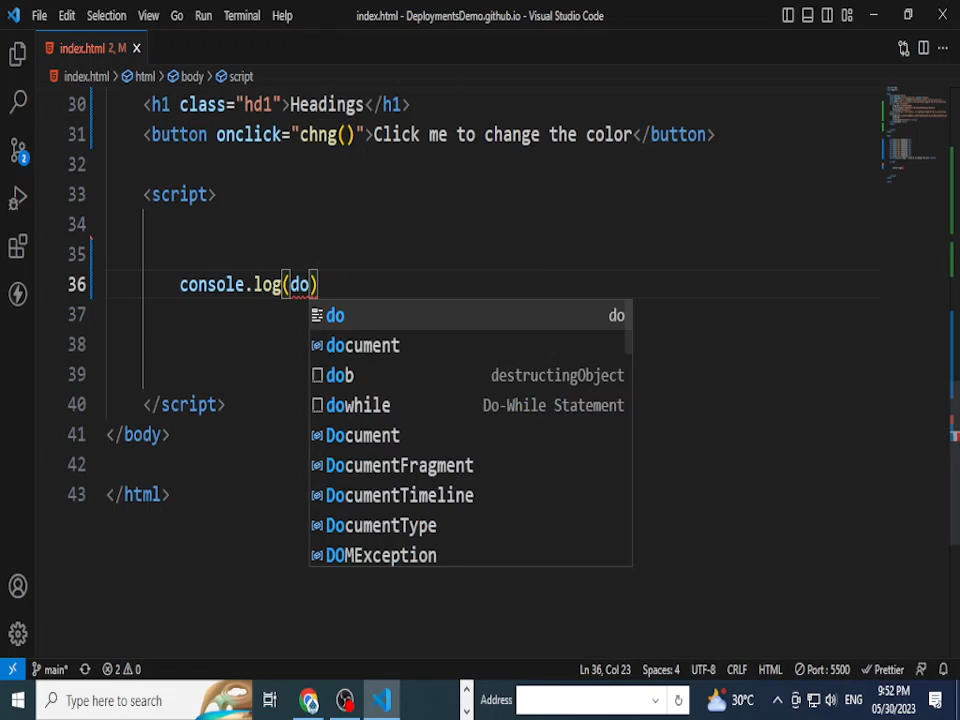 File Edit Selection View Go Run Terminal Help index.html - DeploymentsDemo.github.io - Visual Studio Code
index.html 2, M
index.html > html > body > script
30 <h1 class="hd1">Headings</h1>
31 <button onclick="chng()">Click me to change the color</button>
32
33 <script>
34
35
36 console.log(do)
37
38
39
40 </script>
41 </body>
42
43 </html>
do do
document
dob destructingObject
dowhile Do-While Statement
Document
DocumentFragment
DocumentTimeline
DocumentType
DOMException
2
main* 2 0 Ln 36, Col 23 Spaces: 4 UTF-8 CRLF HTML Port : 5500 Prettier
Type here to search Address 30°C ENG 9:52 PM
05/30/2023